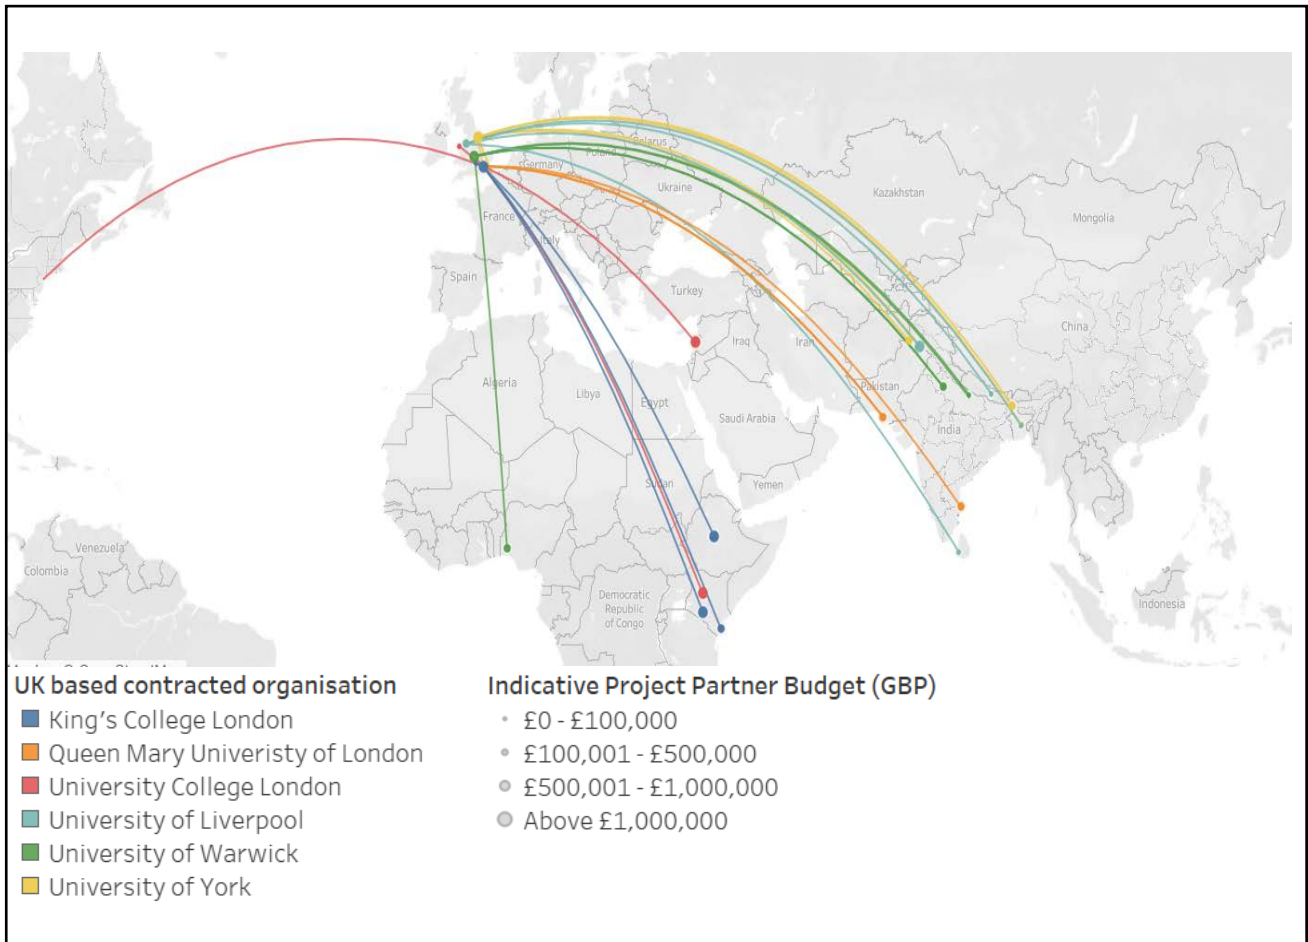 Belarus
Poland
Germany
Ukraine
Kazakhstan
Mongolia
France
Italy
Spain
Turkey
China
Iraq
Iran
Algeria
Libya
Egypt
Pakistan
Saudi Arabia
India
Sudan
Yemen
Venezuela
Colombia
Democratic
Republic
of Congo
Indonesia
UK based contracted organisation
King's College London
Queen Mary Univeristy of London
University College London
University of Liverpool
University of Warwick
University of York
Indicative Project Partner Budget (GBP)
£0 - £100,000
£100,001 - £500,000
£500,001 - £1,000,000
Above £1,000,000